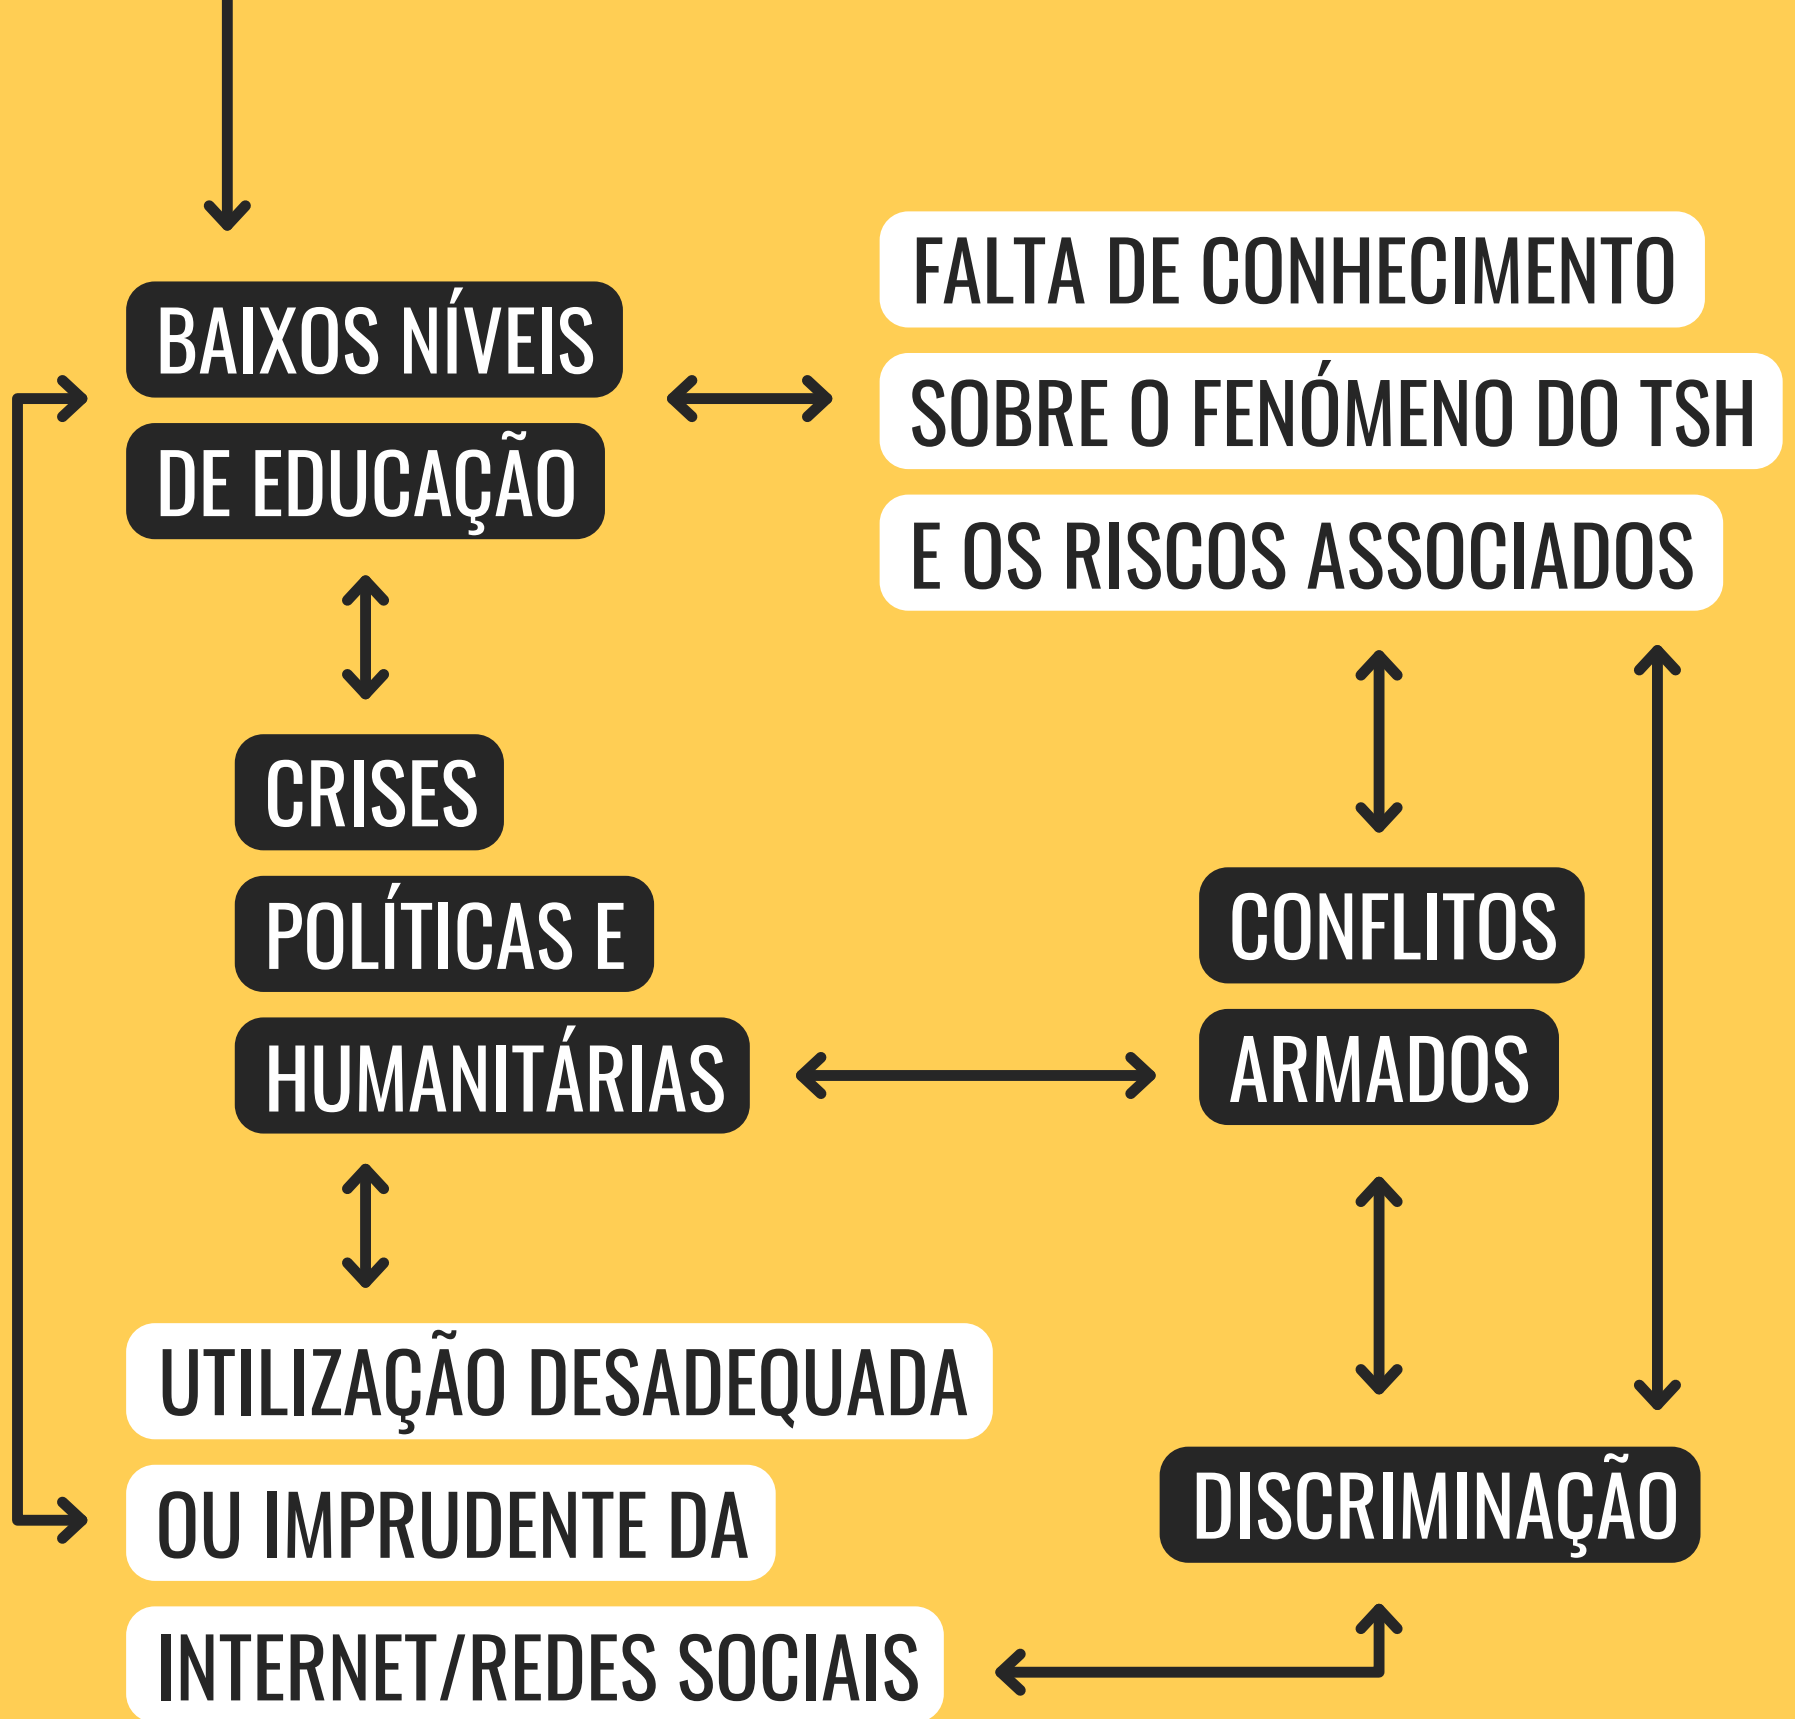 BAIXOS NÍVEIS
DE EDUCAÇÃO
FALTA DE CONHECIMENTO
SOBRE O FENÓMENO DO TSH
E OS RISCOS ASSOCIADOS
CRISES
POLÍTICAS E
HUMANITÁRIAS
CONFLITOS
ARMADOS
UTILIZAÇÃO DESADEQUADA
OU IMPRUDENTE DA
INTERNET/REDES SOCIAIS
DISCRIMINAÇÃO